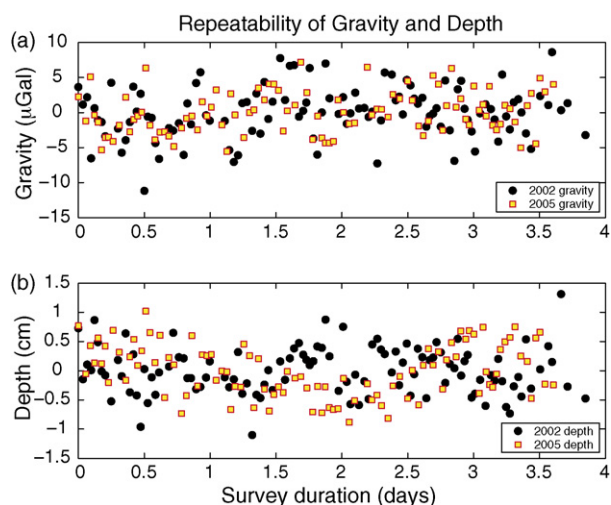 Repeatability of Gravity and Depth
(a)
Gravity (μGal)
10
5
0
−5
−10
−15
2002 gravity
2005 gravity
0 0.5 1 1.5 2 2.5 3 3.5 4
(b)
Depth (cm)
1.5
1
0.5
0
−0.5
−1
−1.5
2002 depth
2005 depth
0 0.5 1 1.5 2 2.5 3 3.5 4
Survey duration (days)